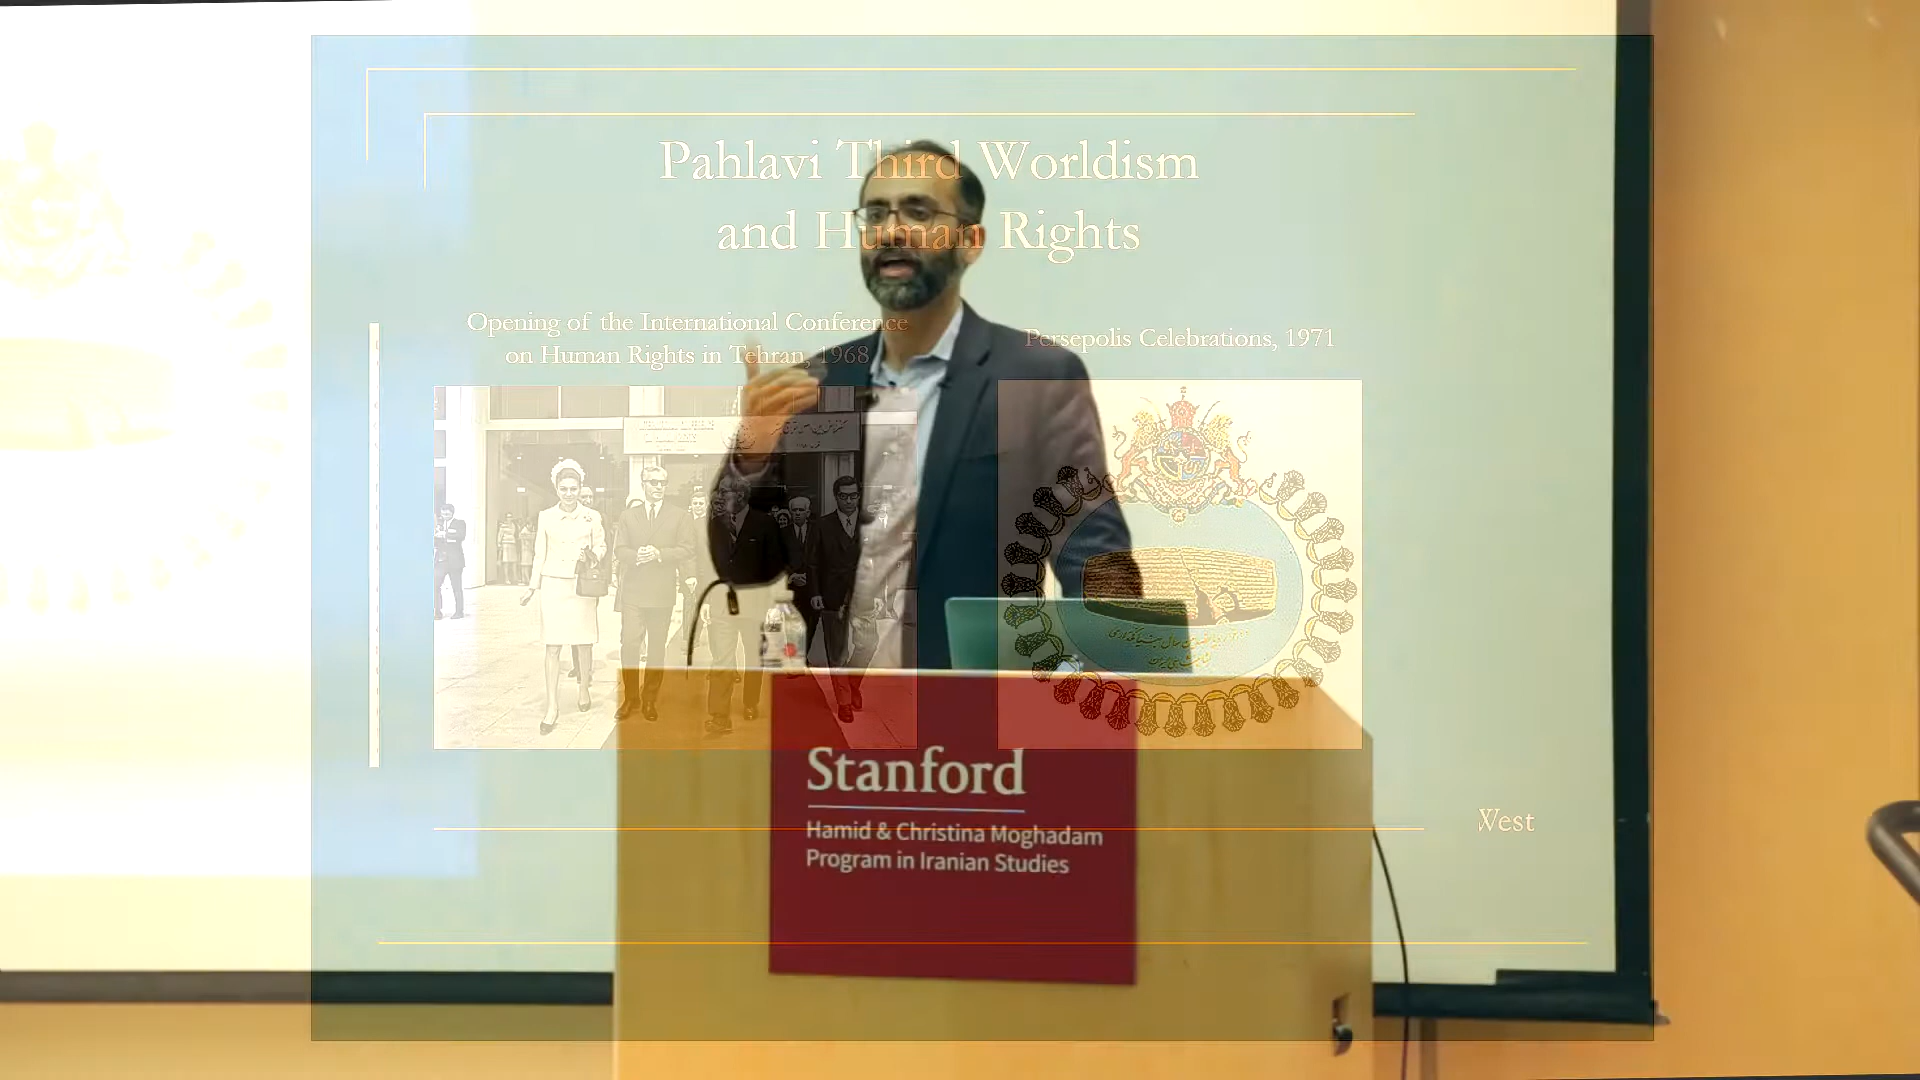 Pahlavi Third Worldism
and Human Rights
Opening of the International Conference
on Human Rights in Tehran, 1968
Persepolis Celebrations, 1971
Stanford
Hamid & Christina Moghadam
Program in Iranian Studies
West